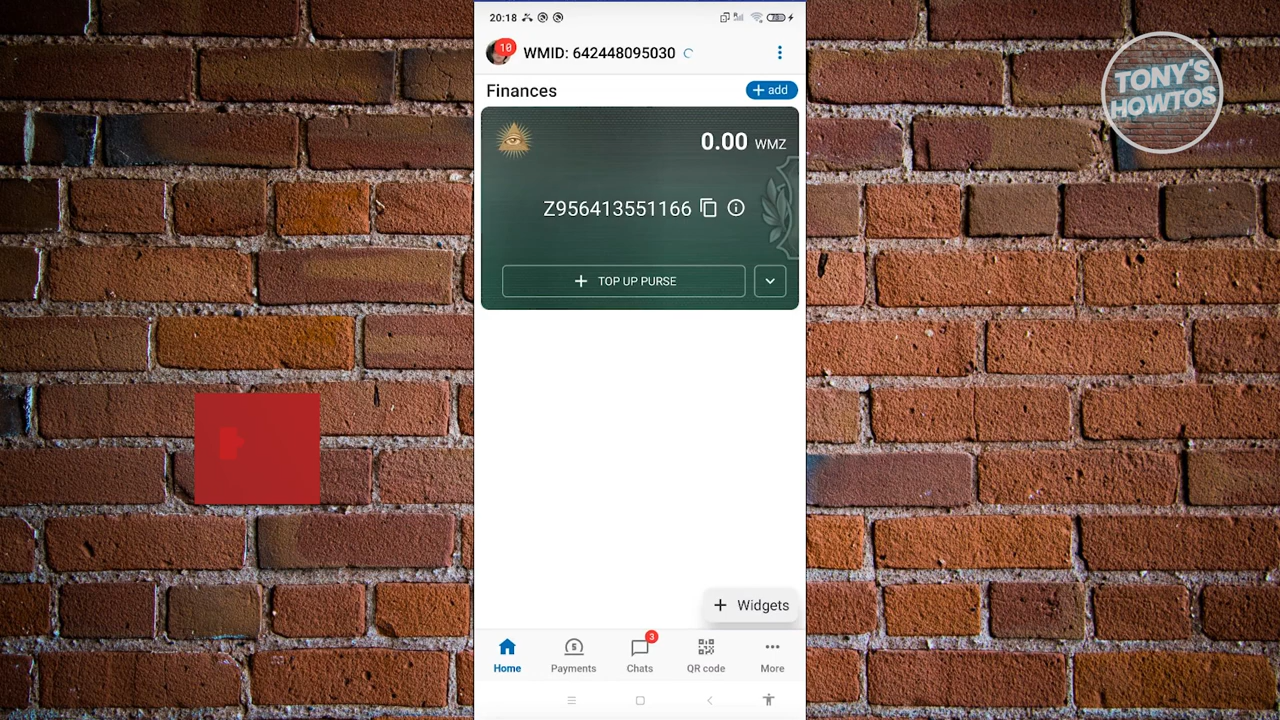 20:18
10
WMID: 642448095030
Finances
+ add
0.00 WMZ
Z956413551166
+ TOP UP PURSE
+ Widgets
3
Home
Payments
Chats
QR code
More
TONY'S
HOWTOS